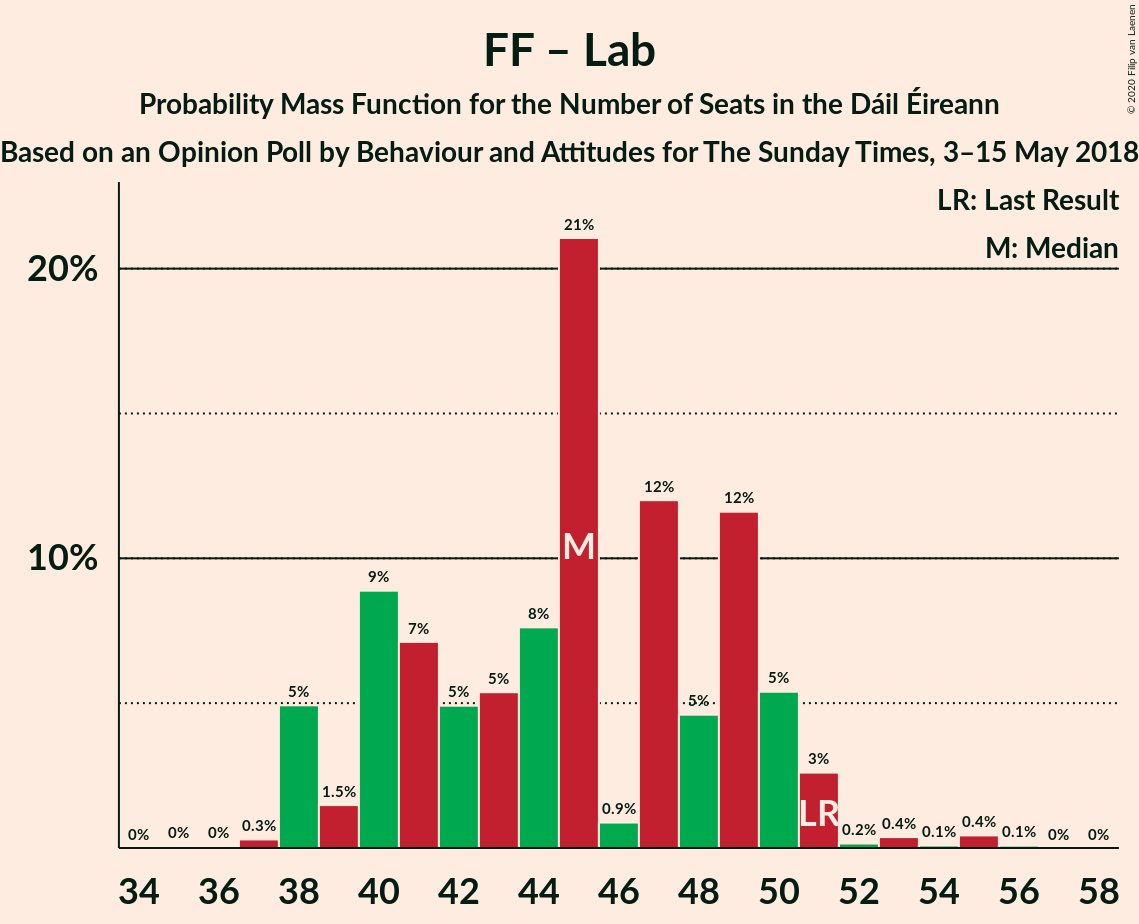 FF – Lab
Probability Mass Function for the Number of Seats in the Dáil Éireann
Based on an Opinion Poll by Behaviour and Attitudes for The Sunday Times, 3–15 May 2018
© 2020 Filip van Laenen
LR: Last Result
M: Median
20%
10%
0% 0% 0% 0.3% 5% 1.5% 9% 7% 5% 5% 8% 21% 0.9% 12% 5% 12% 5% 3% 0.2% 0.4% 0.1% 0.4% 0.1% 0% 0%
M
LR
34 36 38 40 42 44 46 48 50 52 54 56 58